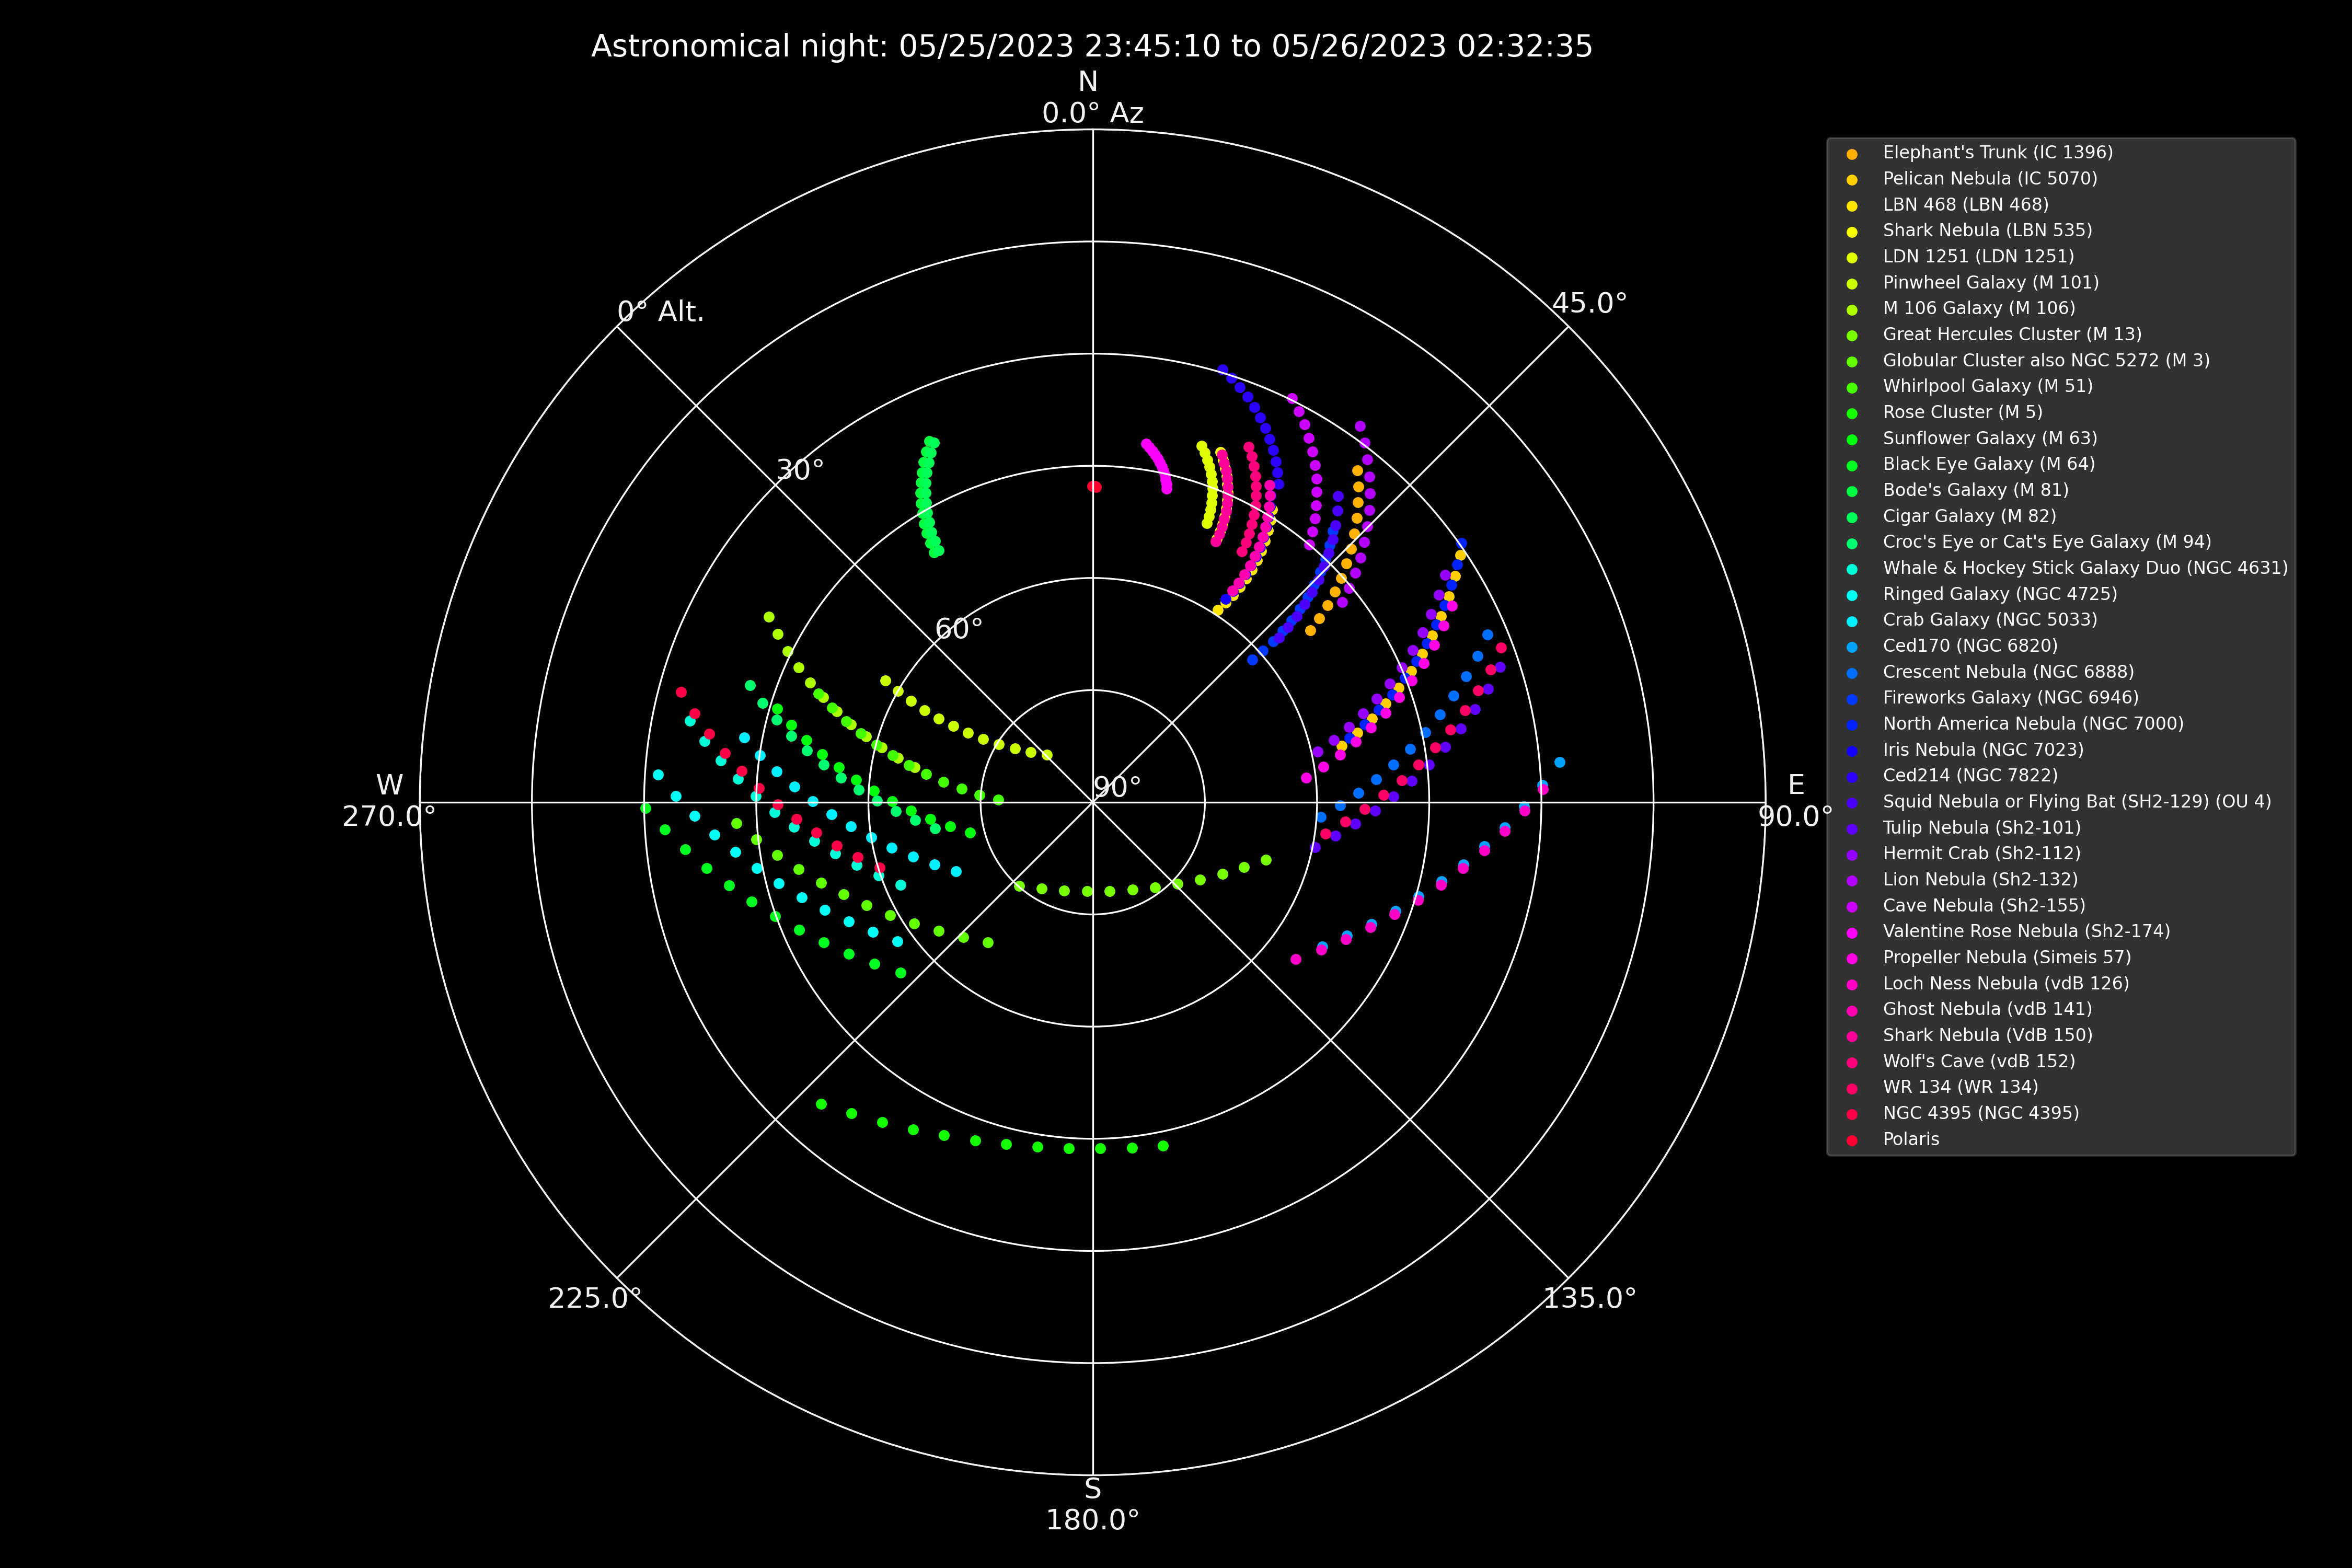 Astronomical night: 05/25/2023 23:45:10 to 05/26/2023 02:32:35
N
0.0° Az
45.0°
0° Alt.
30°
60°
90°
W
270.0°
E
90.0°
225.0°
135.0°
S
180.0°
Elephant's Trunk (IC 1396)
Pelican Nebula (IC 5070)
LBN 468 (LBN 468)
Shark Nebula (LBN 535)
LDN 1251 (LDN 1251)
Pinwheel Galaxy (M 101)
M 106 Galaxy (M 106)
Great Hercules Cluster (M 13)
Globular Cluster also NGC 5272 (M 3)
Whirlpool Galaxy (M 51)
Rose Cluster (M 5)
Sunflower Galaxy (M 63)
Black Eye Galaxy (M 64)
Bode's Galaxy (M 81)
Cigar Galaxy (M 82)
Croc's Eye or Cat's Eye Galaxy (M 94)
Whale & Hockey Stick Galaxy Duo (NGC 4631)
Ringed Galaxy (NGC 4725)
Crab Galaxy (NGC 5033)
Ced170 (NGC 6820)
Crescent Nebula (NGC 6888)
Fireworks Galaxy (NGC 6946)
North America Nebula (NGC 7000)
Iris Nebula (NGC 7023)
Ced214 (NGC 7822)
Squid Nebula or Flying Bat (SH2-129) (OU 4)
Tulip Nebula (Sh2-101)
Hermit Crab (Sh2-112)
Lion Nebula (Sh2-132)
Cave Nebula (Sh2-155)
Valentine Rose Nebula (Sh2-174)
Propeller Nebula (Simeis 57)
Loch Ness Nebula (vdB 126)
Ghost Nebula (vdB 141)
Shark Nebula (VdB 150)
Wolf's Cave (vdB 152)
WR 134 (WR 134)
NGC 4395 (NGC 4395)
Polaris